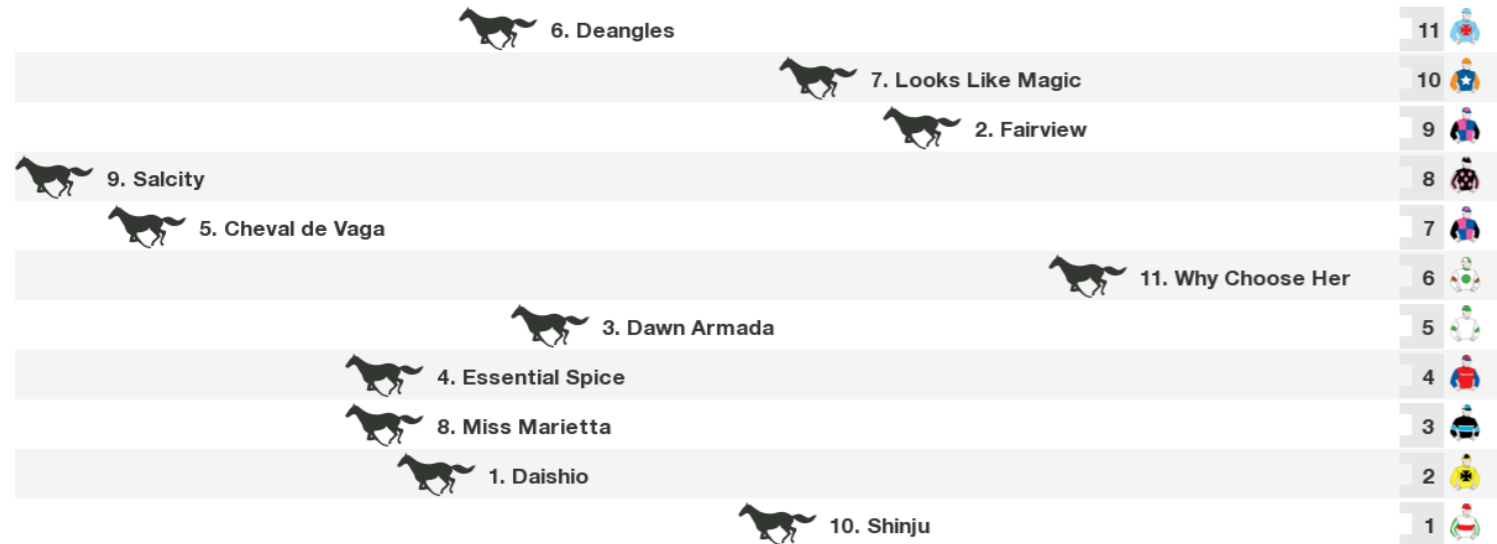 6. Deangles 11
7. Looks Like Magic 10
2. Fairview 9
9. Salcity 8
5. Cheval de Vaga 7
11. Why Choose Her 6
3. Dawn Armada 5
4. Essential Spice 4
8. Miss Marietta 3
1. Daishio 2
10. Shinju 1